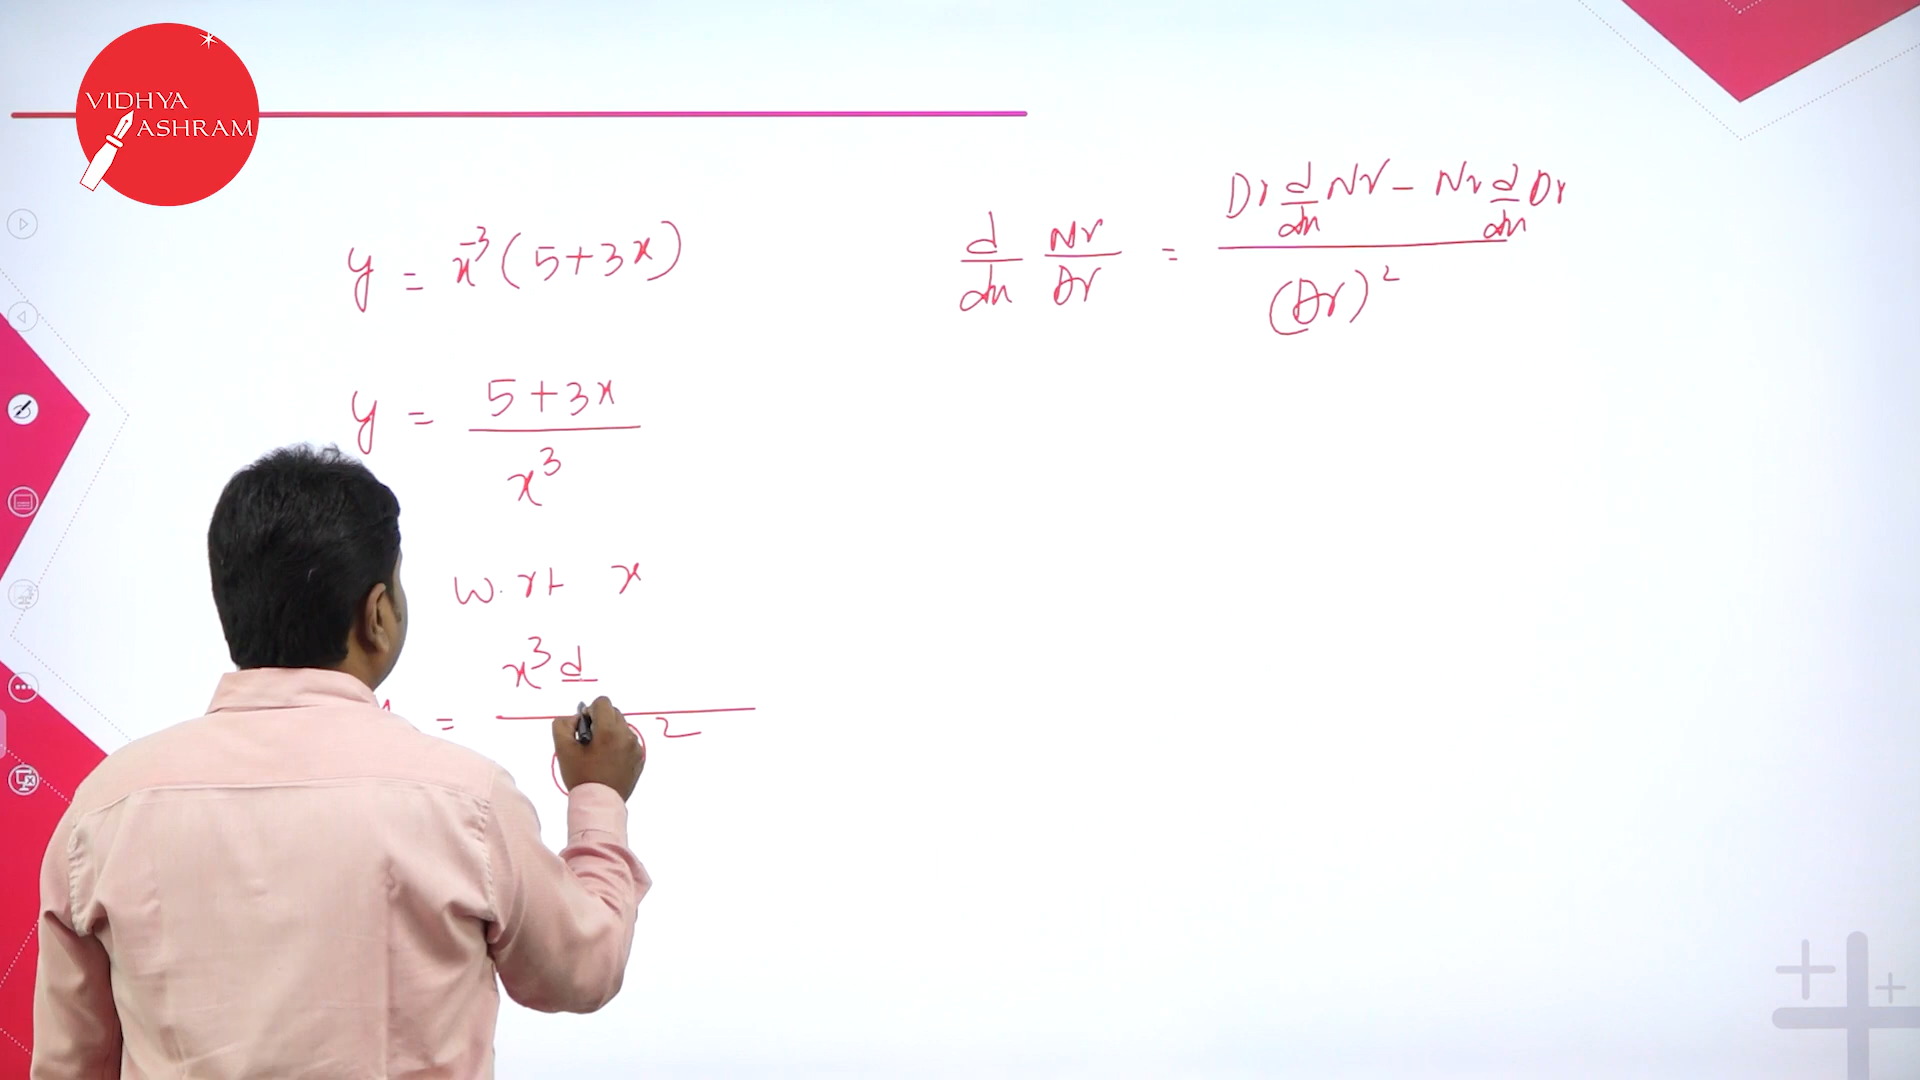 VIDHYA
ASHRAM
y = x⁻³(5+3x)
d/dx Nr/Dr = (Dr d/dx Nr - Nr d/dx Dr)/(Dr)²
y = (5+3x)/x³
w.rt x
= x³ d
2